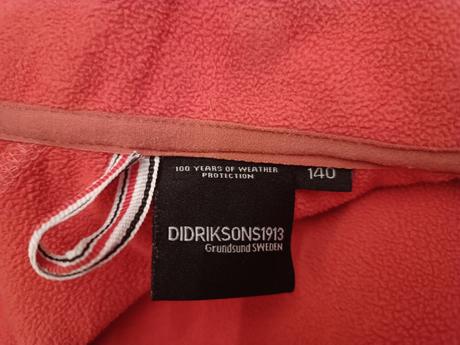 100 YEARS OF WEATHER
PROTECTION
140
DIDRIKSONS1913
Grundsund SWEDEN